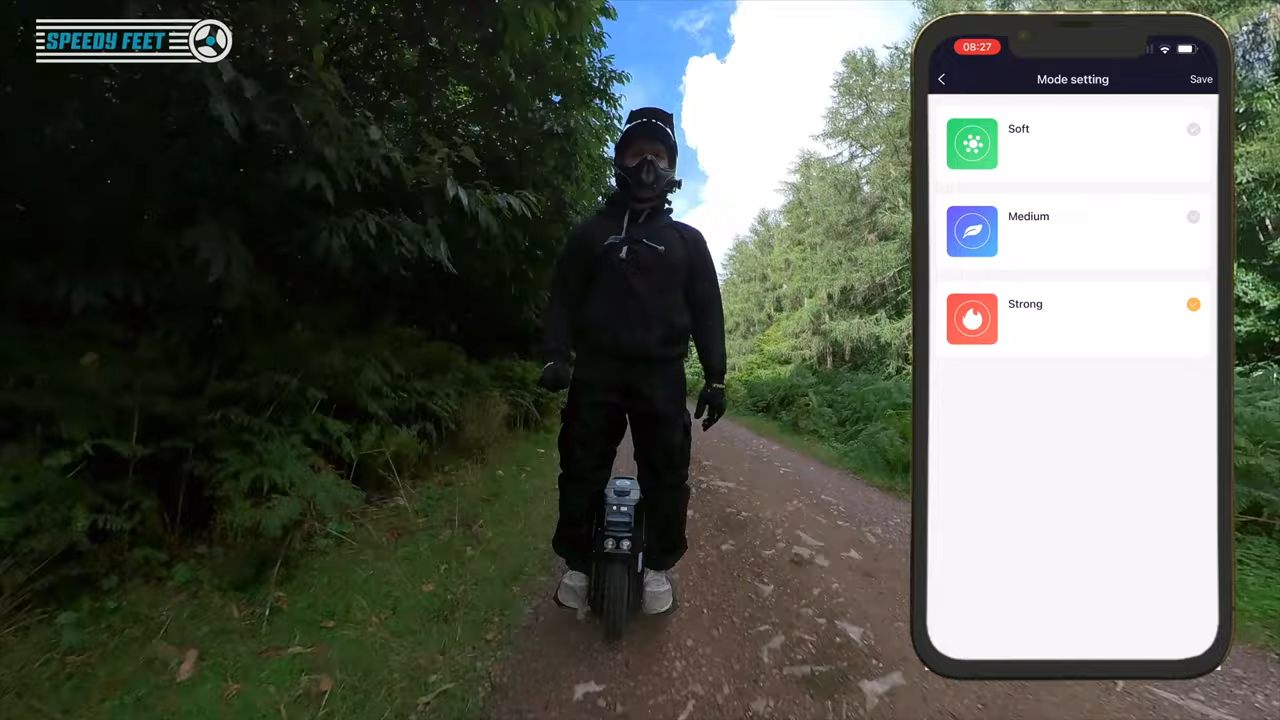 SPEEDY FEET
08:27
Mode setting
Save
Soft
Medium
Strong